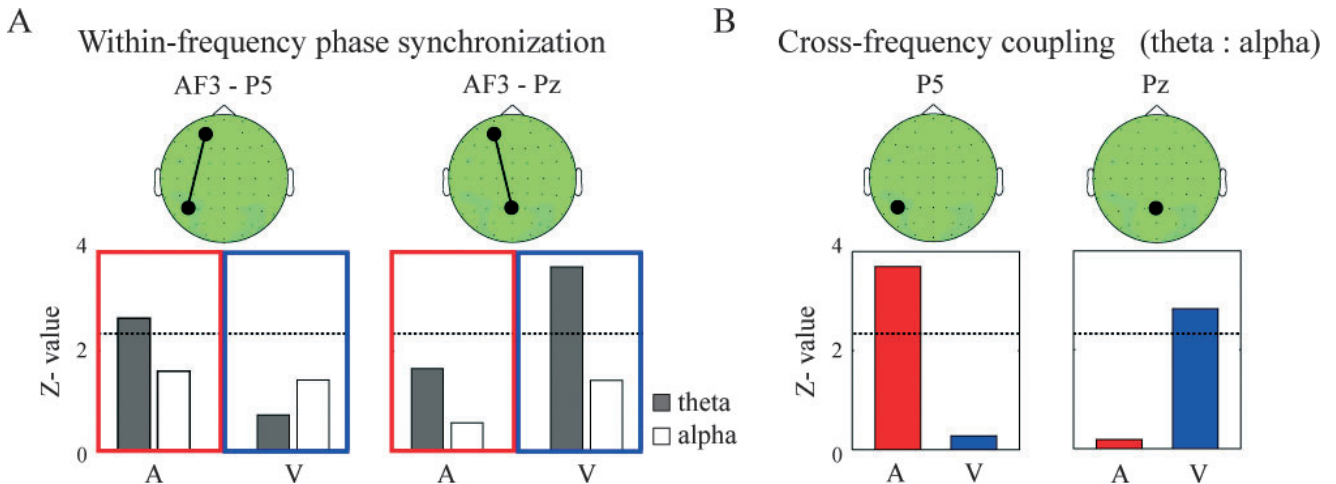 A
Within-frequency phase synchronization
AF3 - P5
AF3 - Pz
4
Z- value
2
0
A
V
A
V
theta
alpha
B
Cross-frequency coupling (theta : alpha)
P5
Pz
4
Z- value
2
0
A
V
A
V